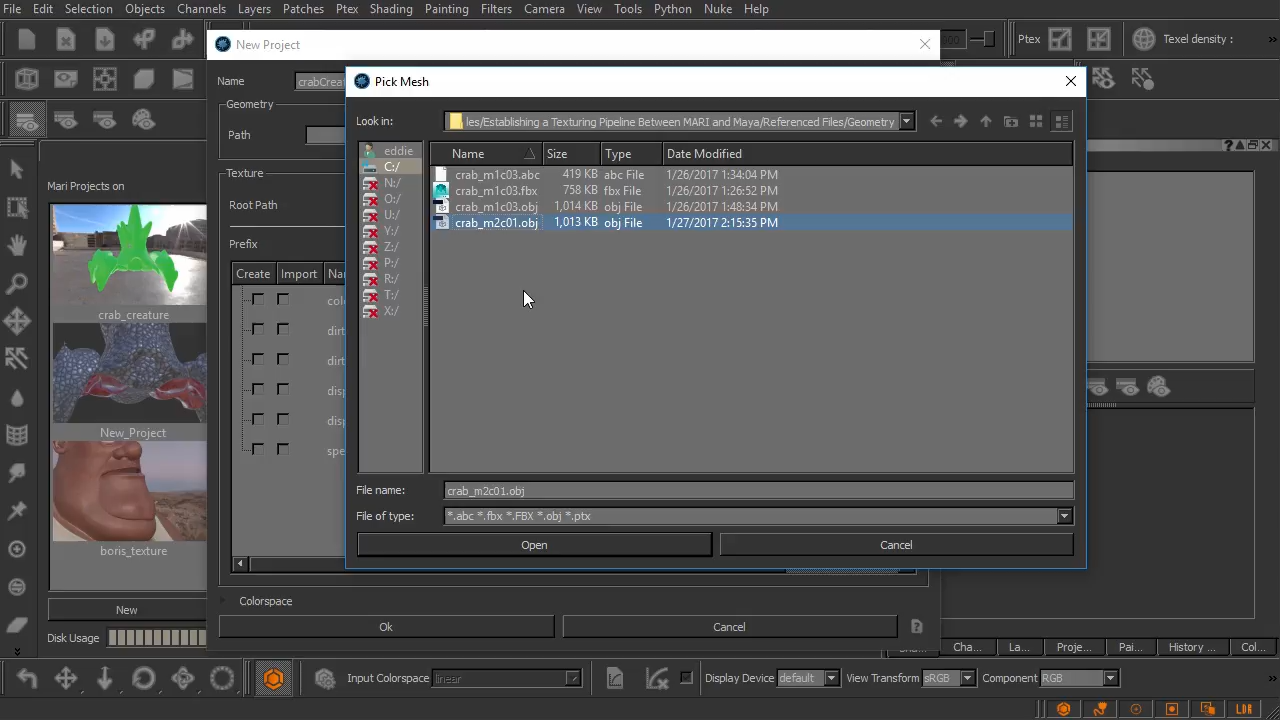 File Edit Selection Objects Channels Layers Patches Ptex Shading Painting Filters Camera View Tools Python Nuke Help
New Project
Ptex
Texel density :
Pick Mesh
Name
Geometry
Path
Texture
Root Path
Prefix
Create Import
Look in:
les/Establishing a Texturing Pipeline Between MARI and Maya/Referenced Files/Geometry
eddie
C:/
N:/
O:/
U:/
Y:/
Z:/
P:/
R:/
T:/
X:/
Name Size Type Date Modified
crab_m1c03.abc 419 KB abc File 1/26/2017 1:34:04 PM
crab_m1c03.fbx 758 KB fbx File 1/26/2017 1:26:52 PM
crab_m1c03.obj 1,014 KB obj File 1/26/2017 1:48:34 PM
crab_m2c01.obj 1,013 KB obj File 1/27/2017 2:15:35 PM
File name: crab_m2c01.obj
File of type: *.abc *.fbx *.FBX *.obj *.ptx
Open Cancel
Mari Projects on
crab_creature
New_Project
boris_texture
New
Disk Usage
Colorspace
Ok Cancel
Cha... La... Proje... Pai... History ... Col...
Input Colorspace linear
Display Device default View Transform sRGB Component RGB
LDR